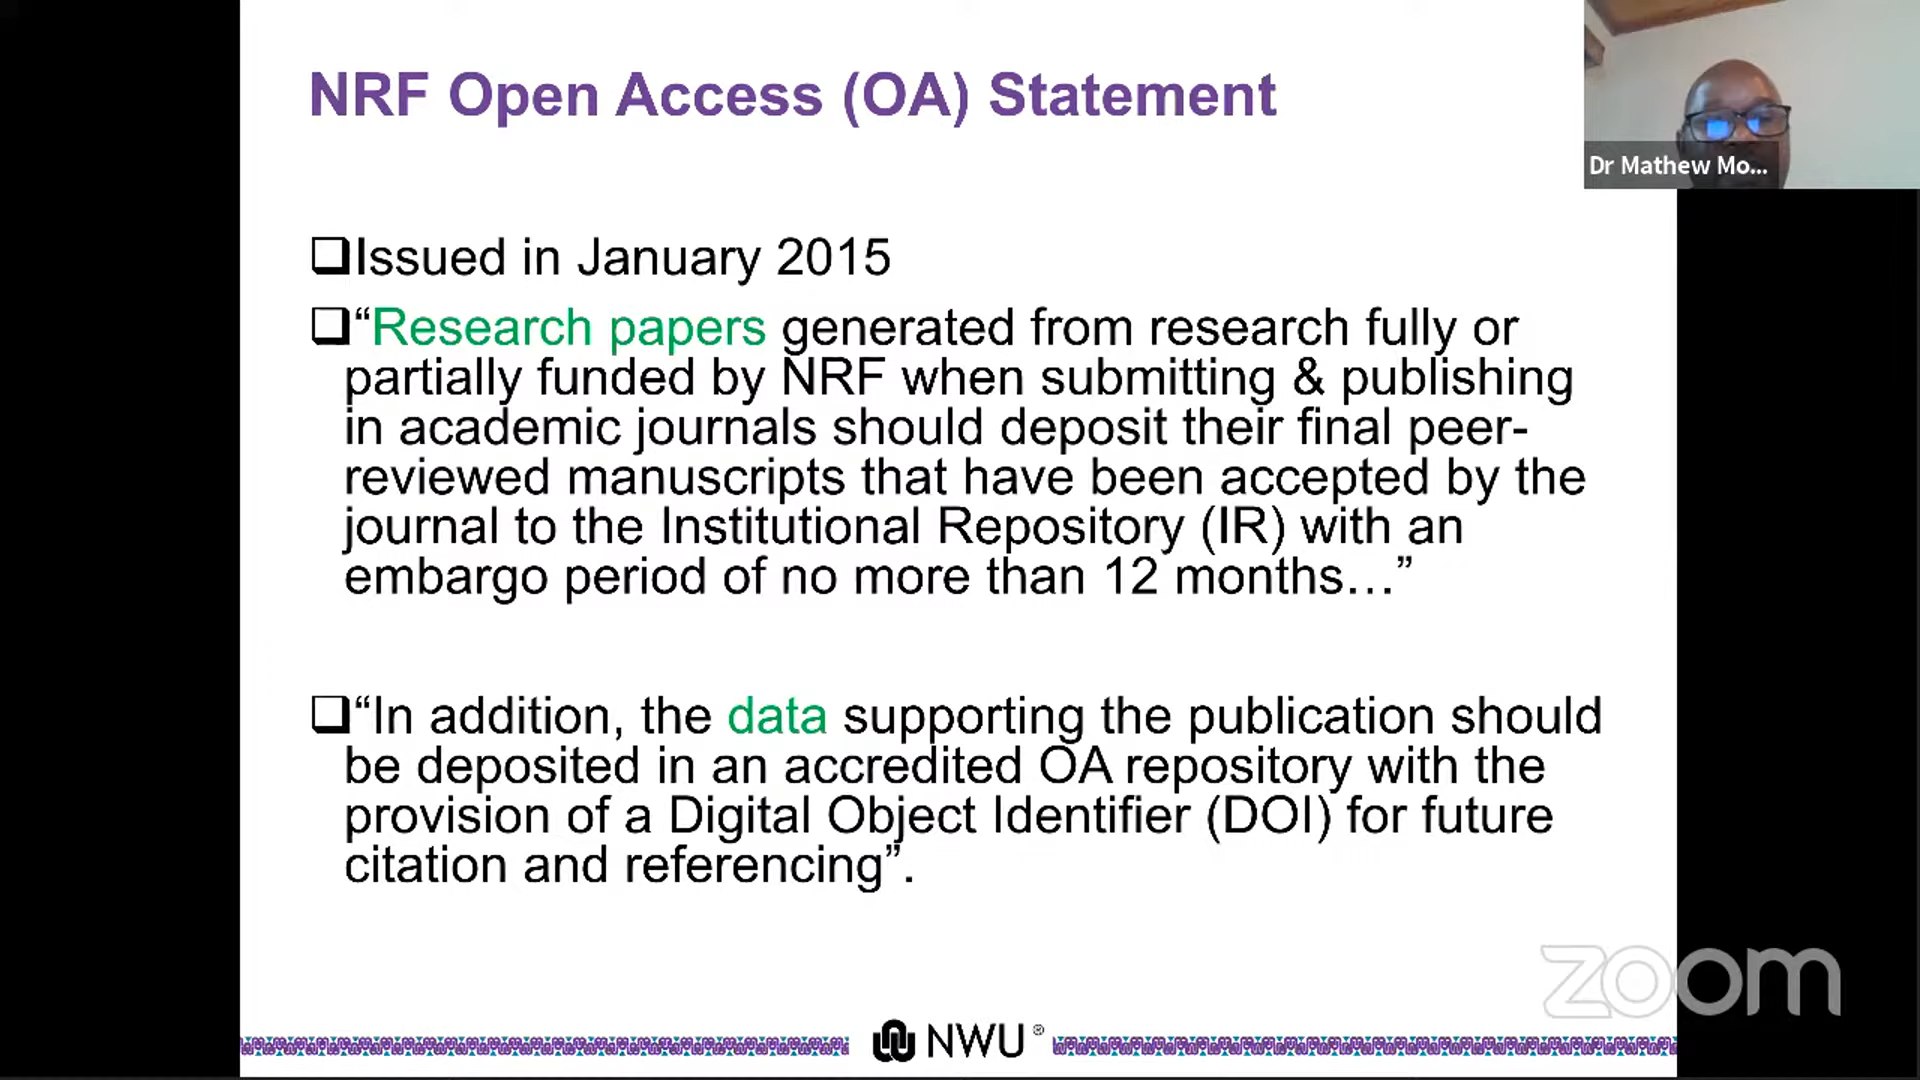 NRF Open Access (OA) Statement
Dr Mathew Mo...
❑Issued in January 2015
❑“Research papers generated from research fully or
partially funded by NRF when submitting & publishing
in academic journals should deposit their final peer-
reviewed manuscripts that have been accepted by the
journal to the Institutional Repository (IR) with an
embargo period of no more than 12 months…”
❑“In addition, the data supporting the publication should
be deposited in an accredited OA repository with the
provision of a Digital Object Identifier (DOI) for future
citation and referencing”.
zoom
NWU®